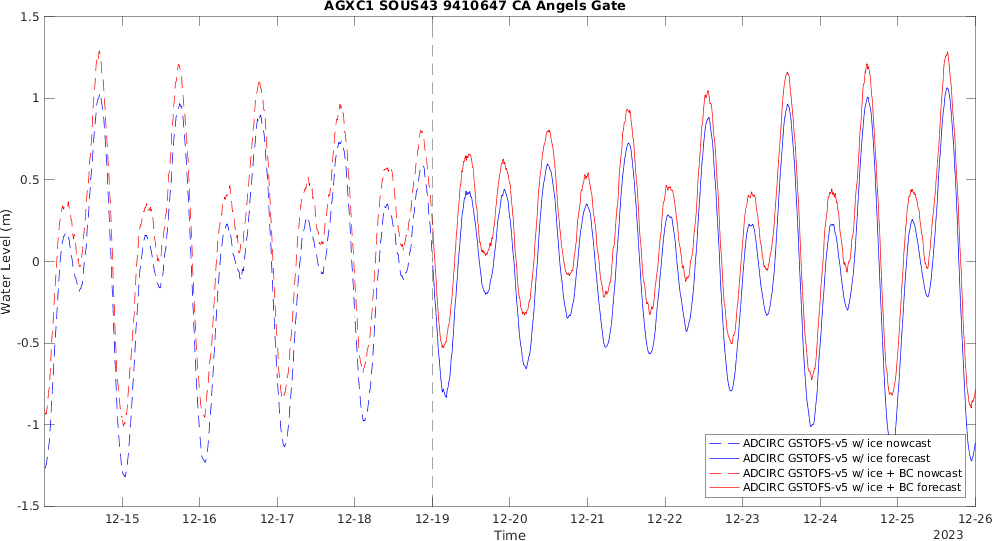 AGXC1 SOUS43 9410647 CA Angels Gate
1.5
1
0.5
0
-0.5
-1
-1.5
Water Level (m)
ADCIRC GSTOFS-v5 w/ ice nowcast
ADCIRC GSTOFS-v5 w/ ice forecast
ADCIRC GSTOFS-v5 w/ ice + BC nowcast
ADCIRC GSTOFS-v5 w/ ice + BC forecast
12-15 12-16 12-17 12-18 12-19 12-20 12-21 12-22 12-23 12-24 12-25 12-26
Time
2023